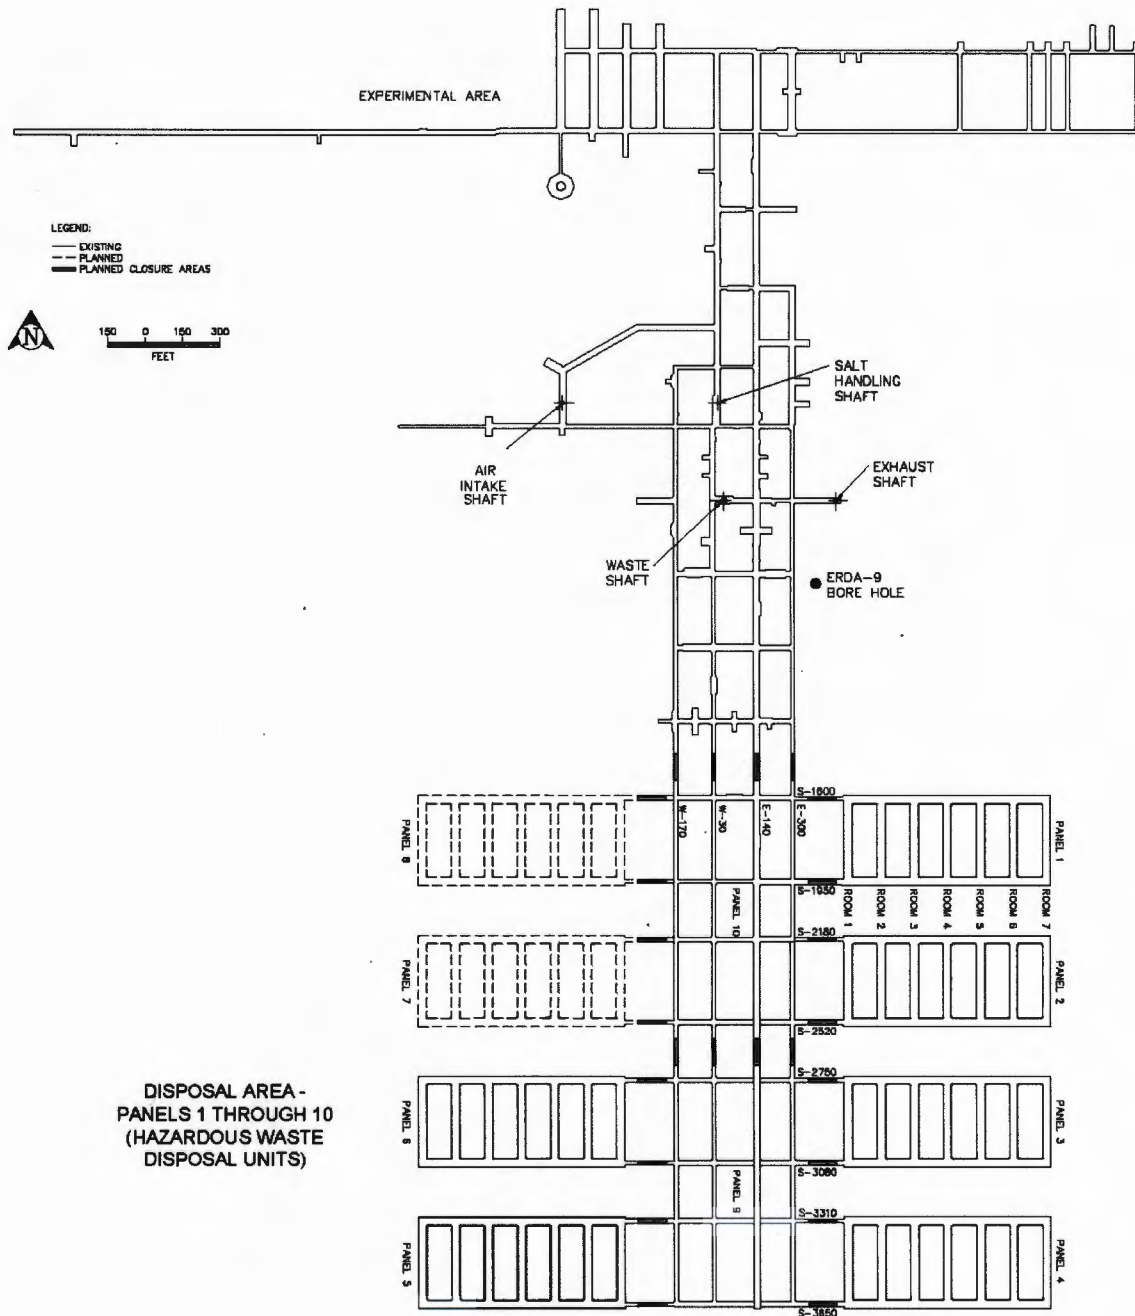 EXPERIMENTAL AREA
LEGEND:
EXISTING
PLANNED
PLANNED CLOSURE AREAS
N
150 0 150 300
FEET
SALT
HANDLING
SHAFT
AIR
INTAKE
SHAFT
EXHAUST
SHAFT
WASTE
SHAFT
ERDA-9
BORE HOLE
S-1600
W-170
W-30
E-140
E-300
PANEL 8
PANEL 1
S-1950
PANEL 10
ROOM 1
ROOM 2
ROOM 3
ROOM 4
ROOM 5
ROOM 6
ROOM 7
S-2180
PANEL 7
PANEL 2
S-2520
S-2750
DISPOSAL AREA -
PANELS 1 THROUGH 10
(HAZARDOUS WASTE
DISPOSAL UNITS)
PANEL 6
PANEL 3
S-3080
PANEL 9
S-3310
PANEL 5
PANEL 4
S-3650